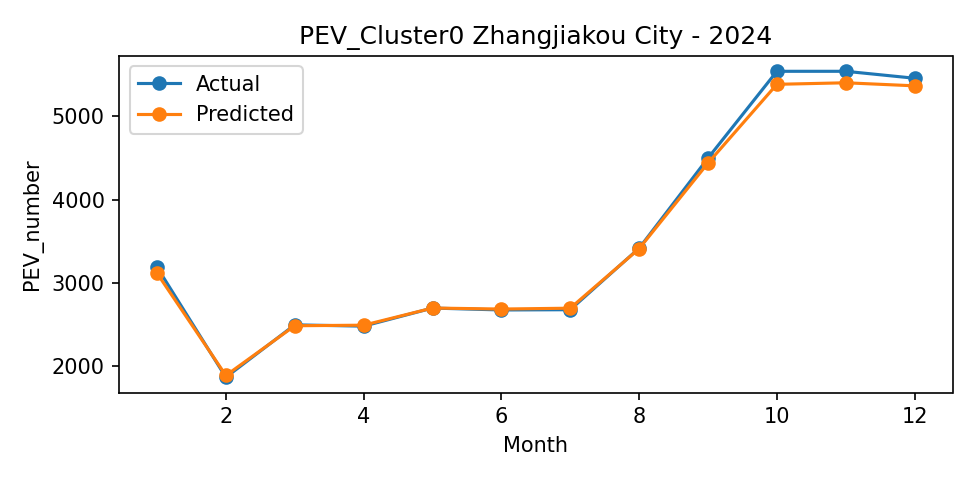 PEV_Cluster0 Zhangjiakou City - 2024
Actual
Predicted
PEV_number
5000
4000
3000
2000
2 4 6 8 10 12
Month